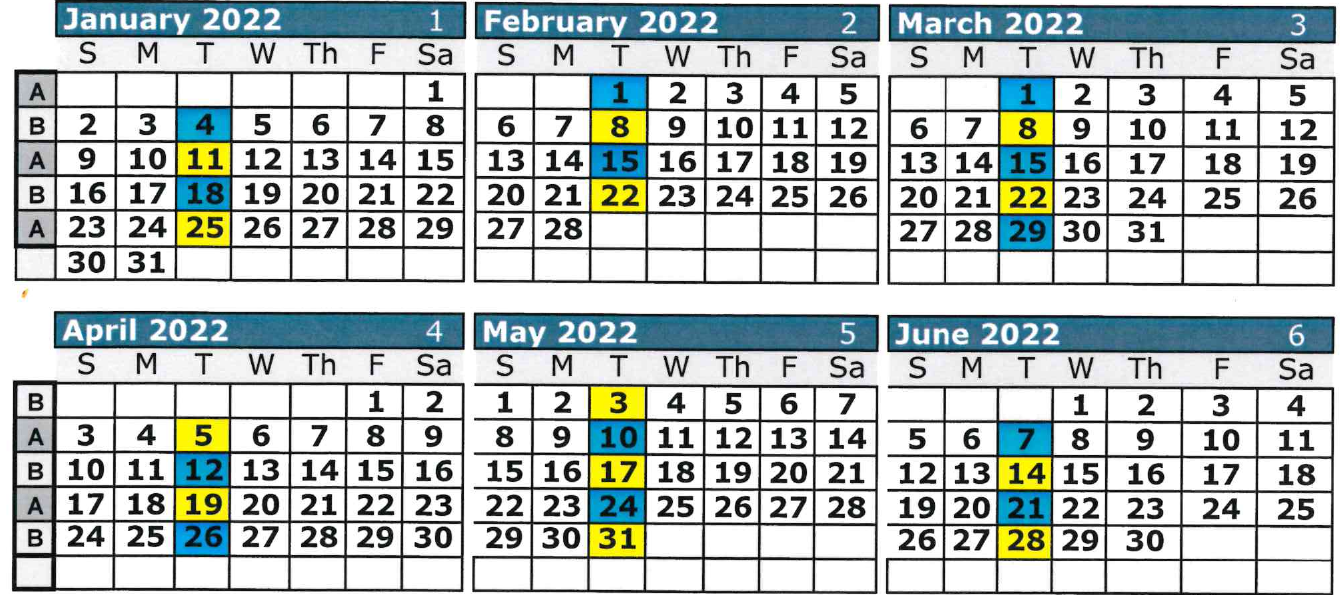 January 2022 1 February 2022 2 March 2022 3
S M T W Th F Sa S M T W Th F Sa S M T W Th F Sa
A 1 1 2 3 4 5 1 2 3 4 5
B 2 3 4 5 6 7 8 6 7 8 9 10 11 12 6 7 8 9 10 11 12
A 9 10 11 12 13 14 15 13 14 15 16 17 18 19 13 14 15 16 17 18 19
B 16 17 18 19 20 21 22 20 21 22 23 24 25 26 20 21 22 23 24 25 26
A 23 24 25 26 27 28 29 27 28 27 28 29 30 31
30 31
April 2022 4 May 2022 5 June 2022 6
S M T W Th F Sa S M T W Th F Sa S M T W Th F Sa
B 1 2 1 2 3 4 5 6 7 1 2 3 4
A 3 4 5 6 7 8 9 8 9 10 11 12 13 14 5 6 7 8 9 10 11
B 10 11 12 13 14 15 16 15 16 17 18 19 20 21 12 13 14 15 16 17 18
A 17 18 19 20 21 22 23 22 23 24 25 26 27 28 19 20 21 22 23 24 25
B 24 25 26 27 28 29 30 29 30 31 26 27 28 29 30